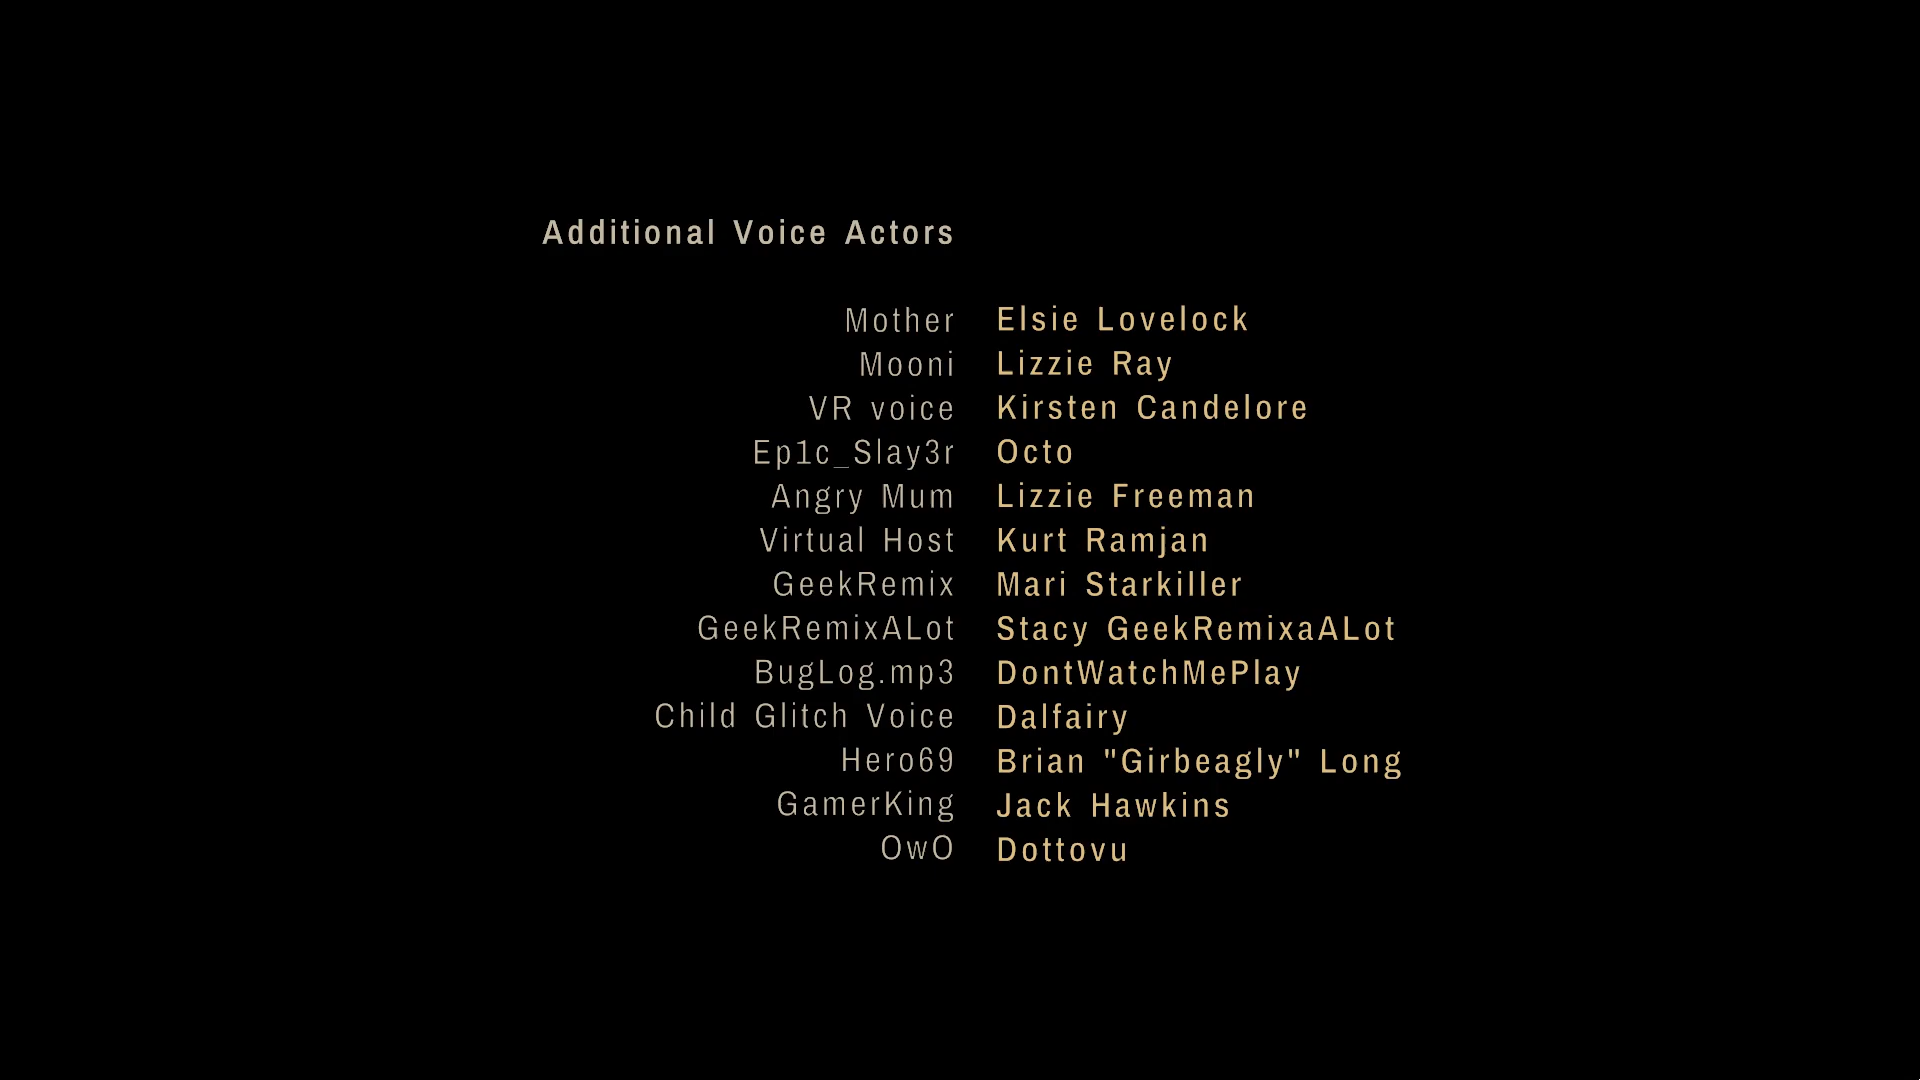 Additional Voice Actors
Mother Elsie Lovelock
Mooni Lizzie Ray
VR voice Kirsten Candelore
Ep1c_Slay3r Octo
Angry Mum Lizzie Freeman
Virtual Host Kurt Ramjan
GeekRemix Mari Starkiller
GeekRemixALot Stacy GeekRemixaALot
BugLog.mp3 DontWatchMePlay
Child Glitch Voice Dalfairy
Hero69 Brian "Girbeagly" Long
GamerKing Jack Hawkins
OwO Dottovu